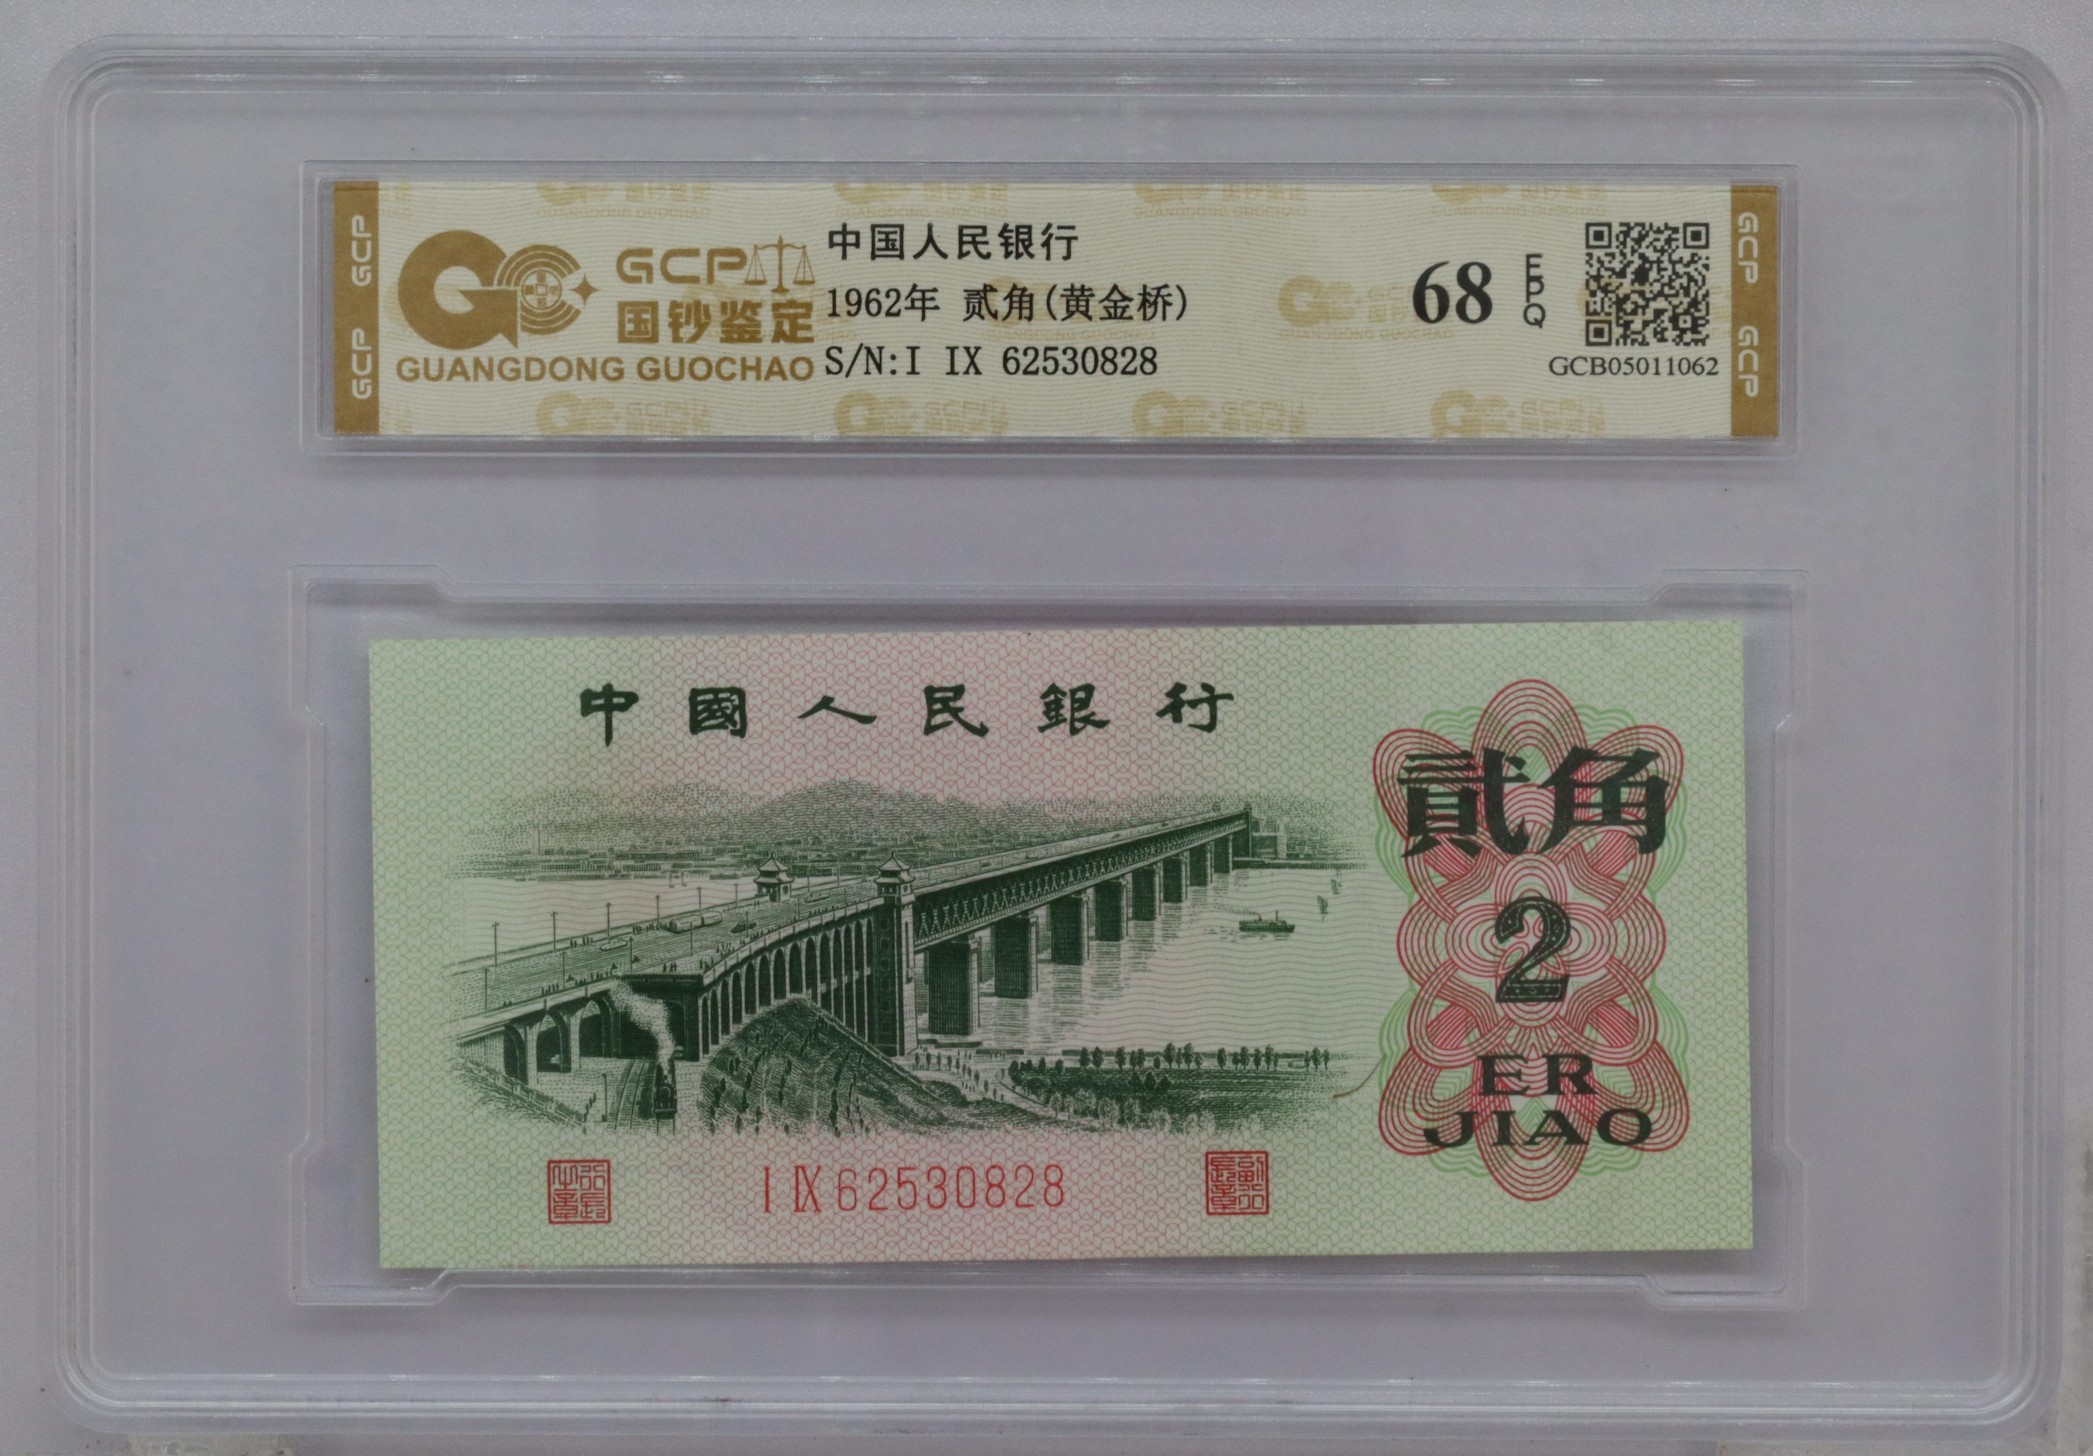 GCP
GCP
GCP
国钞鉴定
GUANGDONG GUOCHAO
中国人民银行
1962年 贰角(黄金桥)
S/N:I IX 62530828
68
EPQ
GCB05011062
GCP
GCP
中國人民銀行
貳角
2
ER
JIAO
I IX 62530828